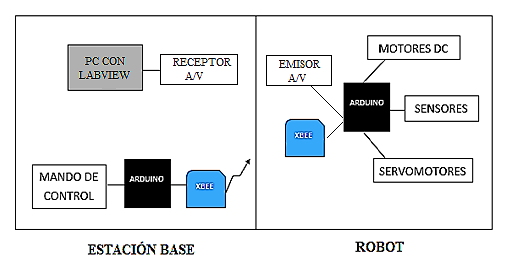 PC CON
LABVIEW
RECEPTOR
A/V
MANDO DE
CONTROL
ARDUINO
XBEE
ESTACIÓN BASE
EMISOR
A/V
XBEE
ARDUINO
MOTORES DC
SENSORES
SERVOMOTORES
ROBOT